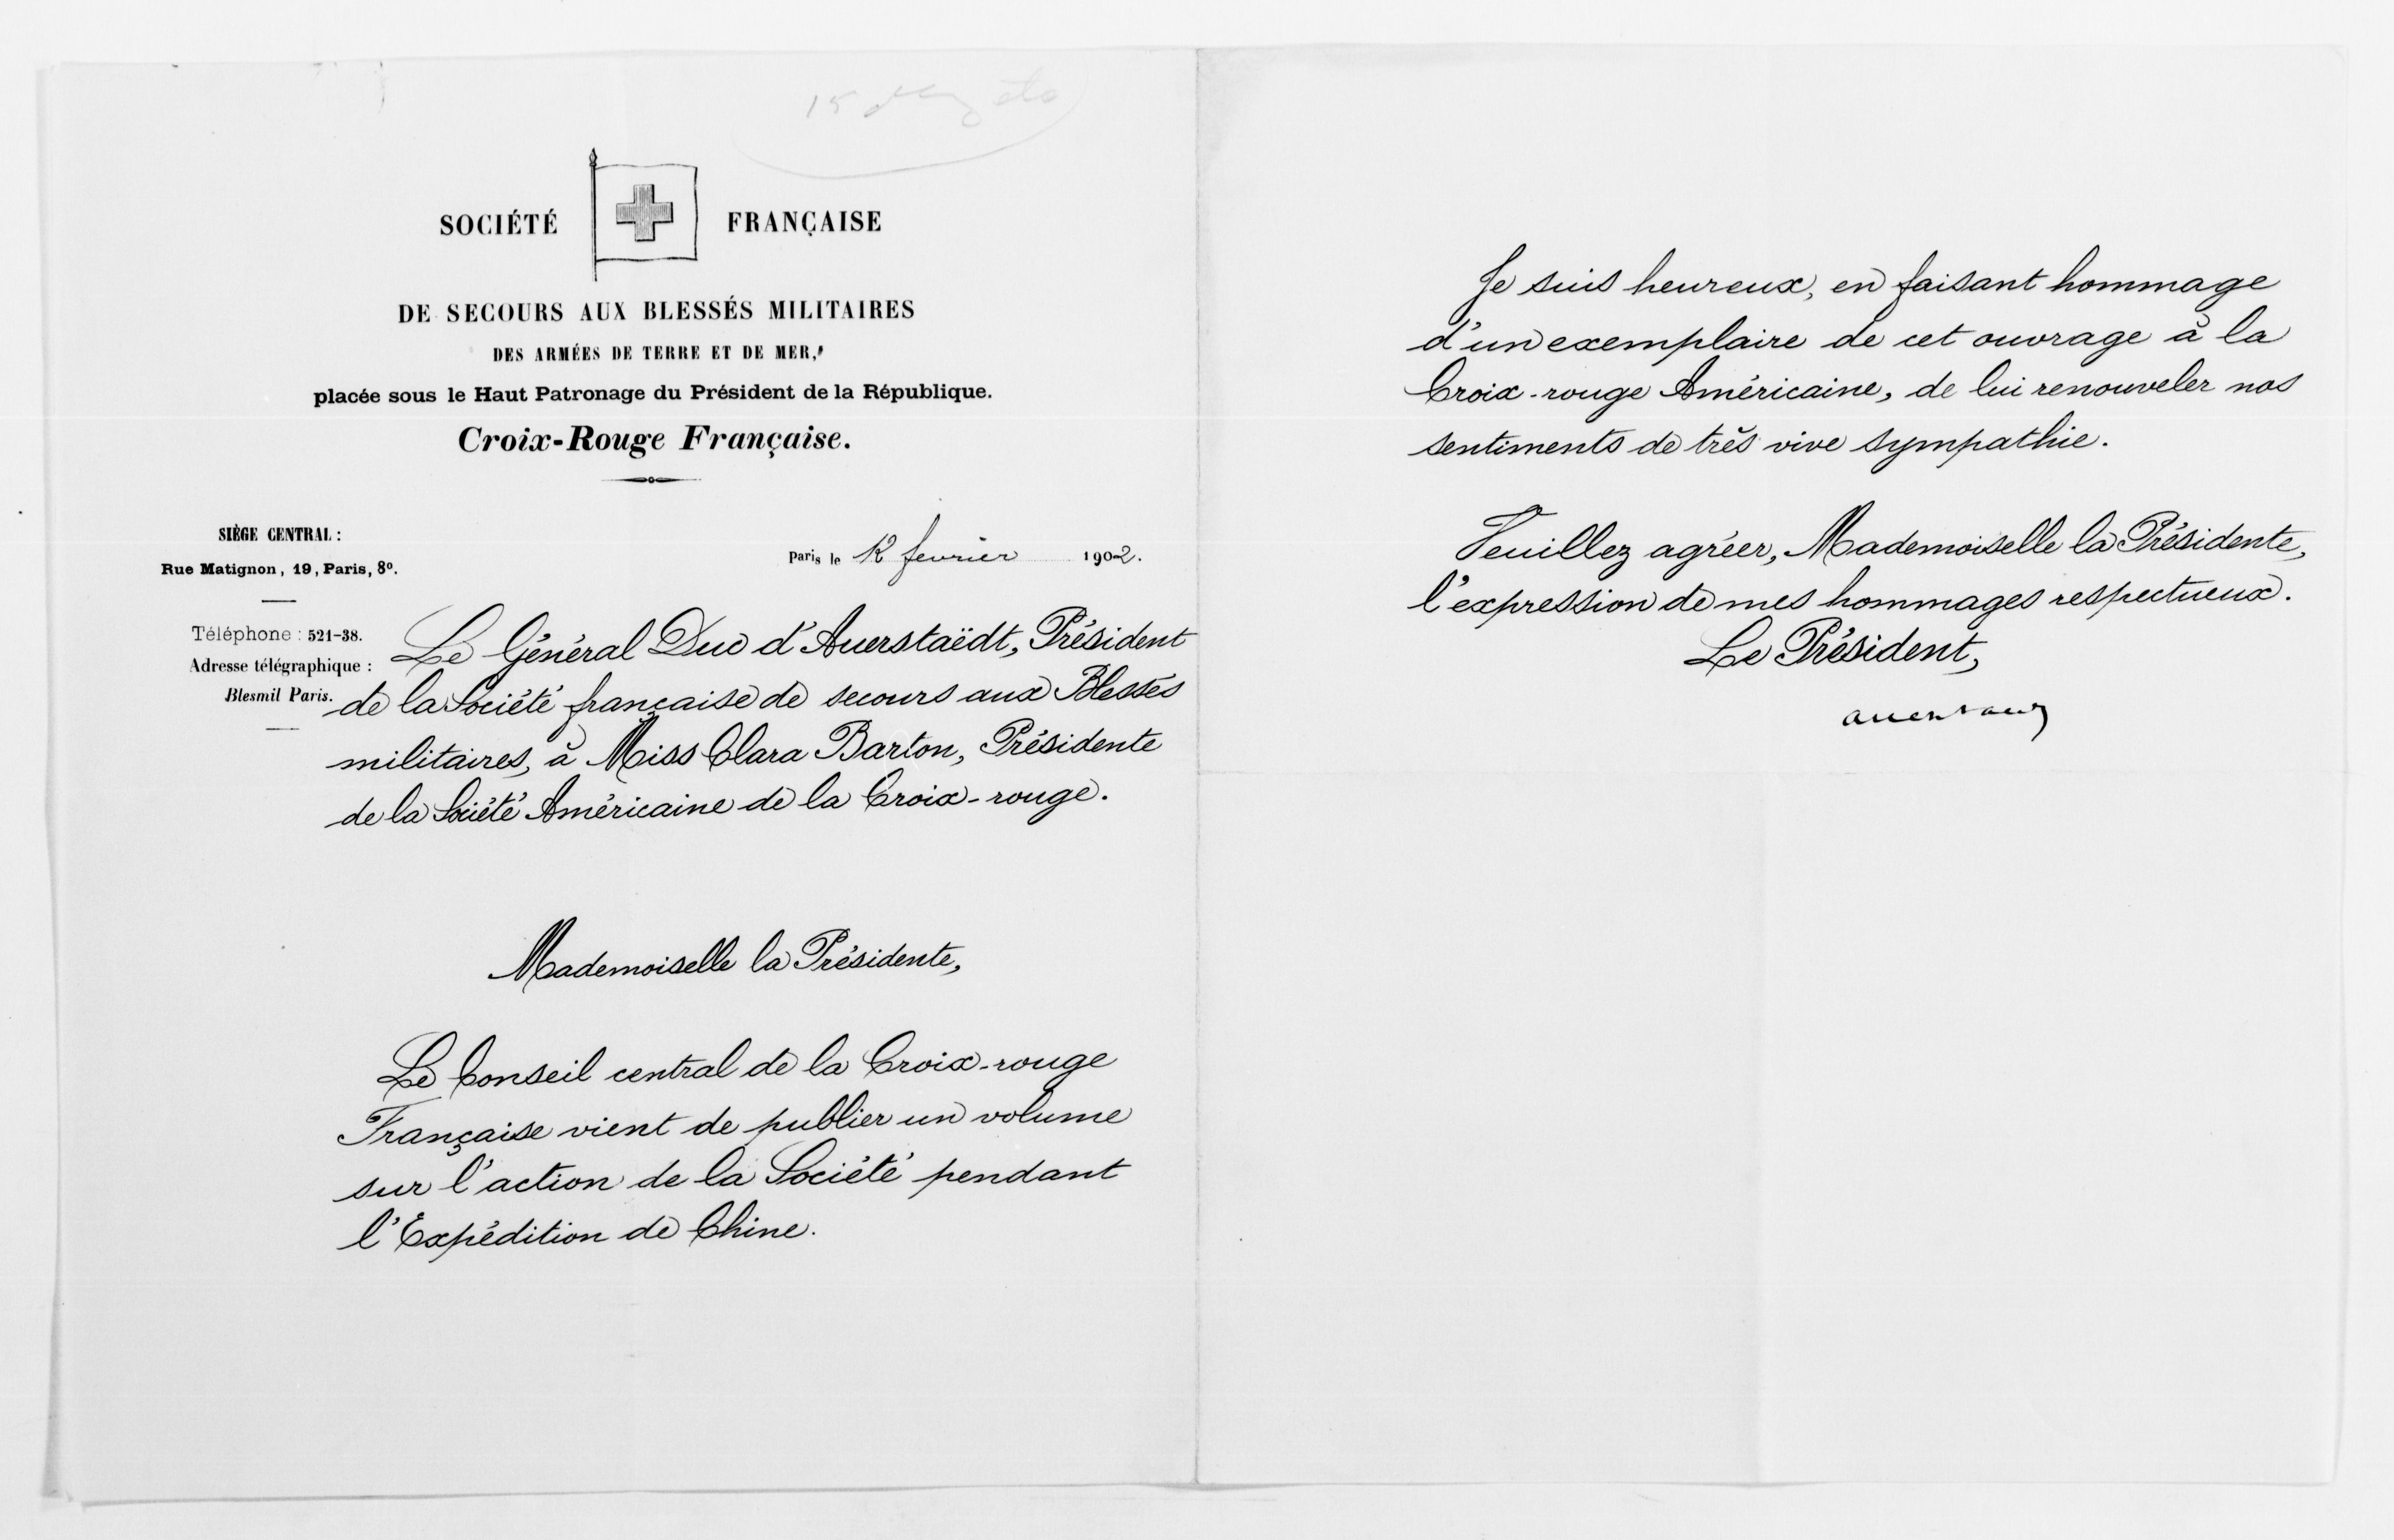 15
SOCIÉTÉ FRANÇAISE
DE SECOURS AUX BLESSÉS MILITAIRES
DES ARMÉES DE TERRE ET DE MER,
placée sous le Haut Patronage du Président de la République.
Croix-Rouge Française.
SIÈGE CENTRAL :
Rue Matignon, 19, Paris, 8º.
Téléphone : 521-38.
Adresse télégraphique :
Blesmil Paris.
Paris le 12 fevrier 1902.
Le Général Duc d'Auerstaëdt, Président
de la Société française de secours aux Blessés
militaires, à Miss Clara Barton, Présidente
de la Société Américaine de la Croix-rouge.
Mademoiselle la Présidente,
Le Conseil central de la Croix-rouge
Française vient de publier un volume
sur l'action de la Société pendant
l'Expédition de Chine.
Je suis heureux, en faisant hommage
d'un exemplaire de cet ouvrage à la
Croix-rouge Américaine, de lui renouveler nos
sentiments de très vive sympathie.
Veuillez agréer, Mademoiselle la Présidente,
l'expression de mes hommages respectueux.
Le Président,